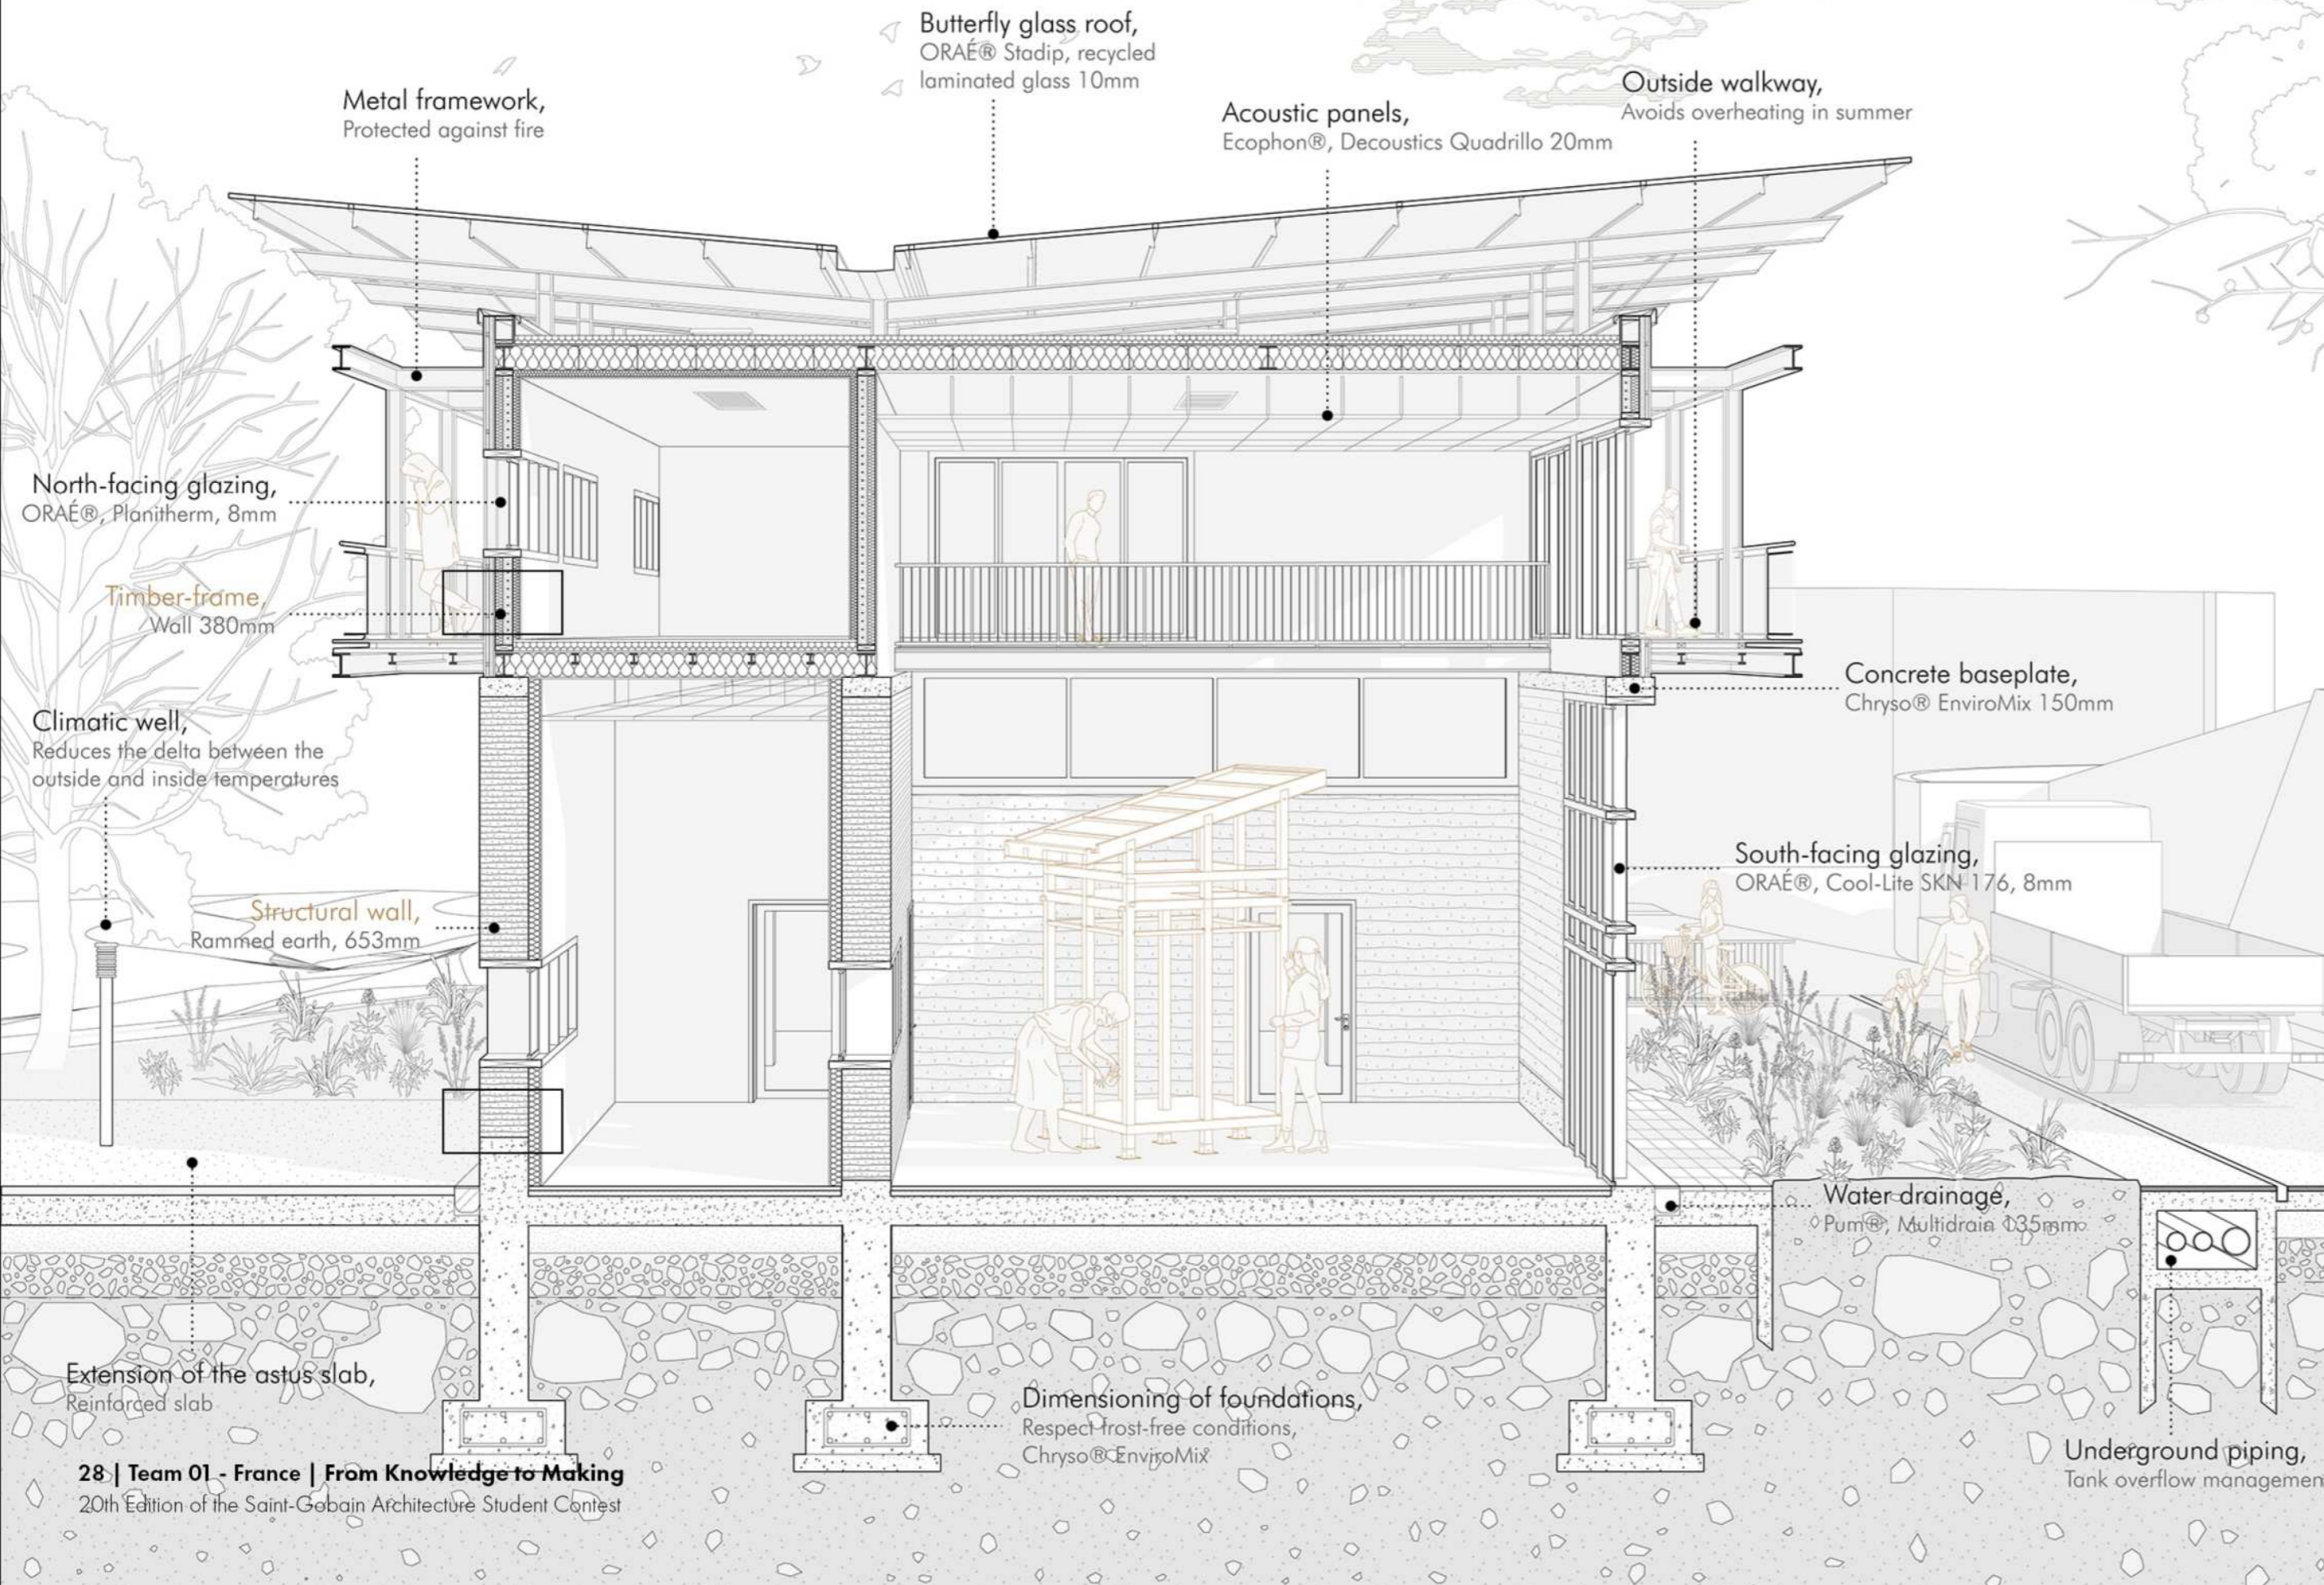 Butterfly glass roof,
ORAÉ® Stadip, recycled
laminated glass 10mm
Metal framework,
Protected against fire
Acoustic panels,
Ecophon®, Decoustics Quadrillo 20mm
Outside walkway,
Avoids overheating in summer
North-facing glazing,
ORAÉ®, Planitherm, 8mm
Timber-frame,
Wall 380mm
Concrete baseplate,
Chryso® EnviroMix 150mm
Climatic well,
Reduces the delta between the
outside and inside temperatures
South-facing glazing,
ORAÉ®, Cool-Lite SKN 176, 8mm
Structural wall,
Rammed earth, 653mm
Water drainage,
Pum®, Multidrain 135mm
Extension of the astus slab,
Reinforced slab
Dimensioning of foundations,
Respect frost-free conditions,
Chryso® EnviroMix
Underground piping,
Tank overflow managemen
28 | Team 01 - France | From Knowledge to Making
20th Edition of the Saint-Gobain Architecture Student Contest